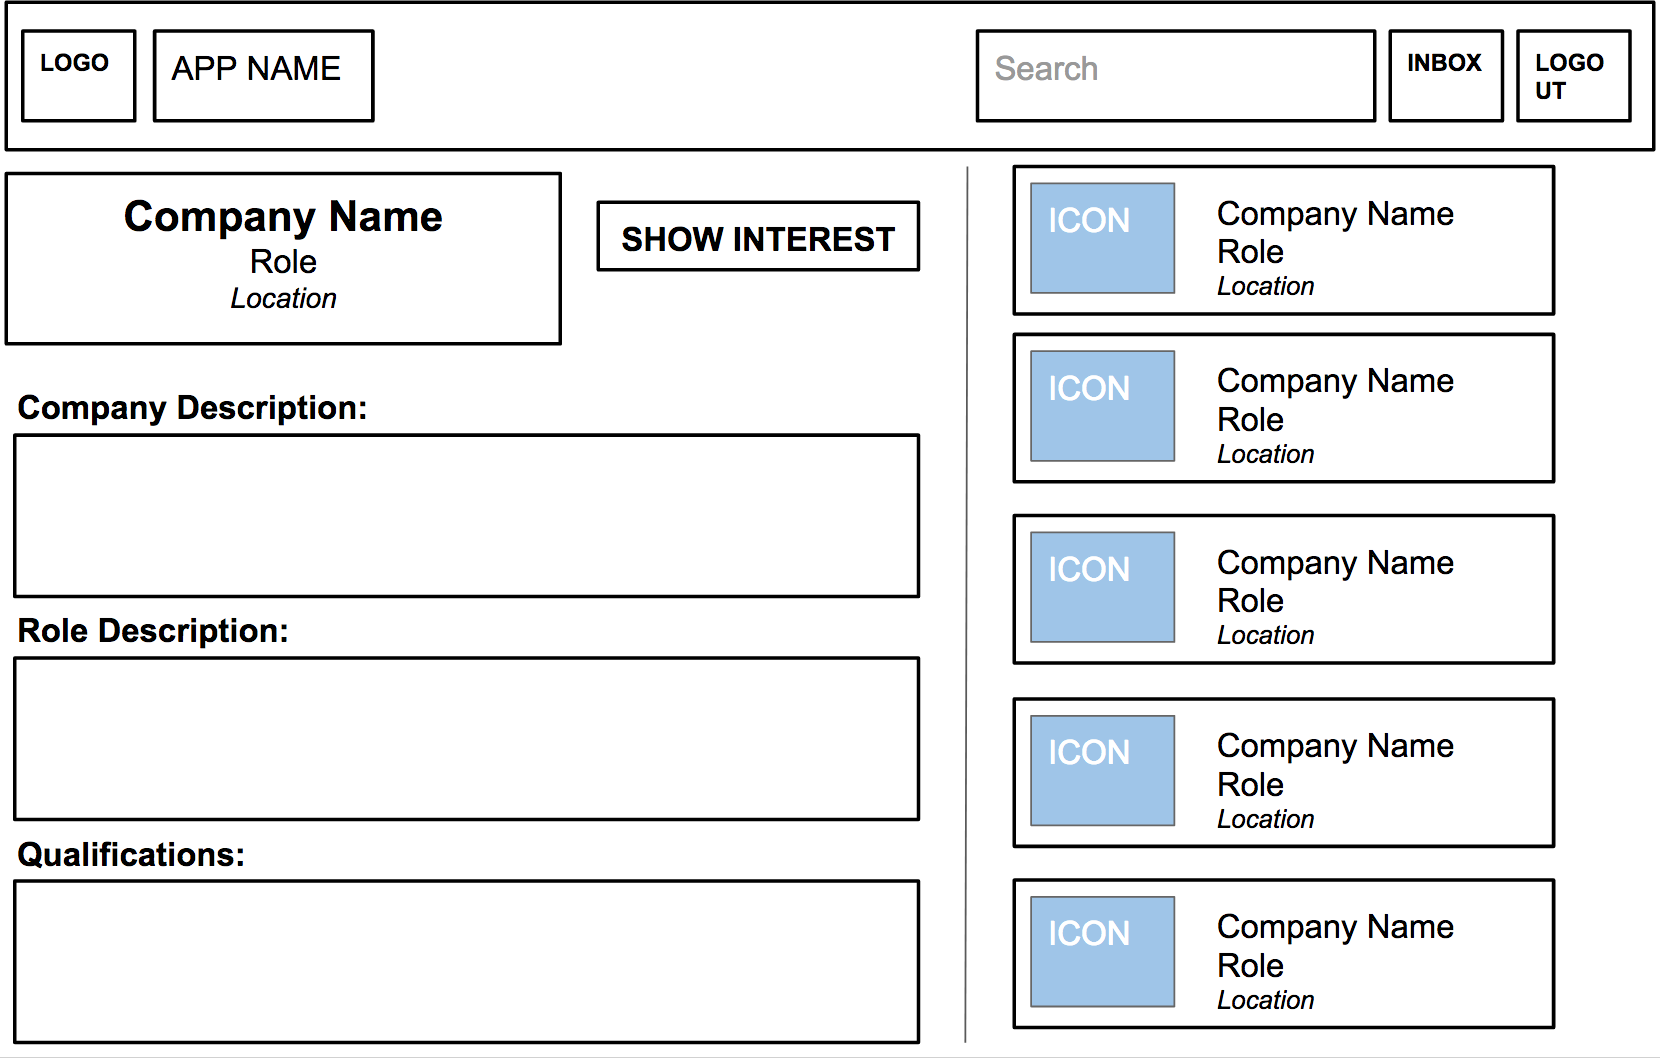 LOGO
APP NAME
Search
INBOX
LOGO
UT
Company Name
Role
Location
SHOW INTEREST
Company Description:
Role Description:
Qualifications:
ICON
Company Name
Role
Location
ICON
Company Name
Role
Location
ICON
Company Name
Role
Location
ICON
Company Name
Role
Location
ICON
Company Name
Role
Location